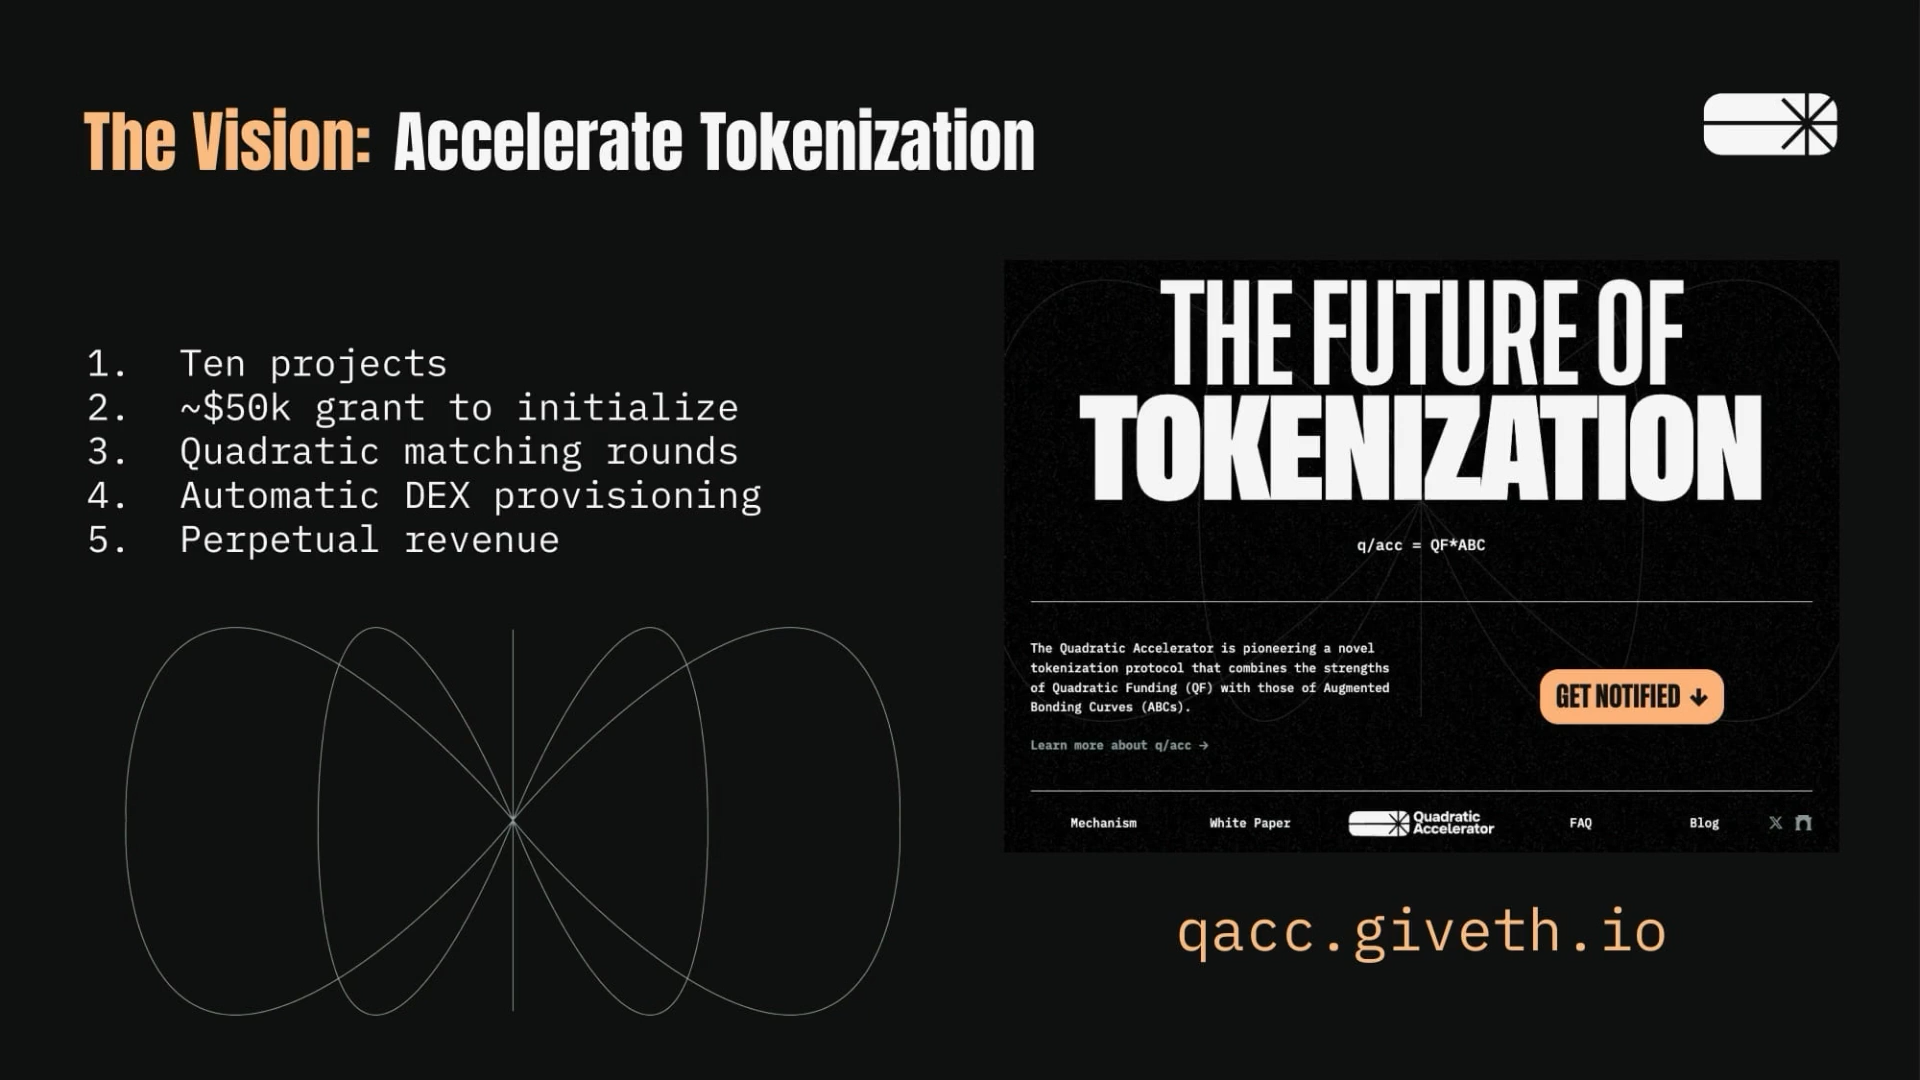 The Vision: Accelerate Tokenization
1. Ten projects
2. ~$50k grant to initialize
3. Quadratic matching rounds
4. Automatic DEX provisioning
5. Perpetual revenue
THE FUTURE OF
TOKENIZATION
q/acc = QF*ABC
The Quadratic Accelerator is pioneering a novel
tokenization protocol that combines the strengths
of Quadratic Funding (QF) with those of Augmented
Bonding Curves (ABCs).
Learn more about q/acc →
GET NOTIFIED ↓
Mechanism White Paper Quadratic Accelerator FAQ Blog X
qacc.giveth.io